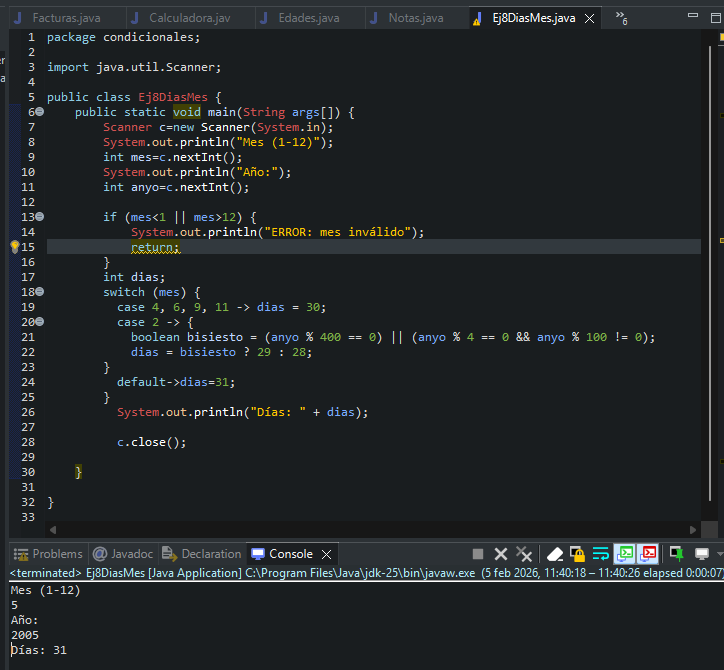 Facturas.java
Calculadora.jav
Edades.java
Notas.java
Ej8DiasMes.java
»6
1 package condicionales;
2
3 import java.util.Scanner;
4
5 public class Ej8DiasMes {
6 public static void main(String args[]) {
7 Scanner c=new Scanner(System.in);
8 System.out.println("Mes (1-12)");
9 int mes=c.nextInt();
10 System.out.println("Año:");
11 int anyo=c.nextInt();
12
13 if (mes<1 || mes>12) {
14 System.out.println("ERROR: mes inválido");
15 return;
16 }
17 int dias;
18 switch (mes) {
19 case 4, 6, 9, 11 -> dias = 30;
20 case 2 -> {
21 boolean bisiesto = (anyo % 400 == 0) || (anyo % 4 == 0 && anyo % 100 != 0);
22 dias = bisiesto ? 29 : 28;
23 }
24 default->dias=31;
25 }
26 System.out.println("Días: " + dias);
27
28 c.close();
29
30 }
31
32 }
33
Problems
Javadoc
Declaration
Console
<terminated> Ej8DiasMes [Java Application] C:\Program Files\Java\jdk-25\bin\javaw.exe (5 feb 2026, 11:40:18 – 11:40:26 elapsed 0:00:07)
Mes (1-12)
5
Año:
2005
Días: 31